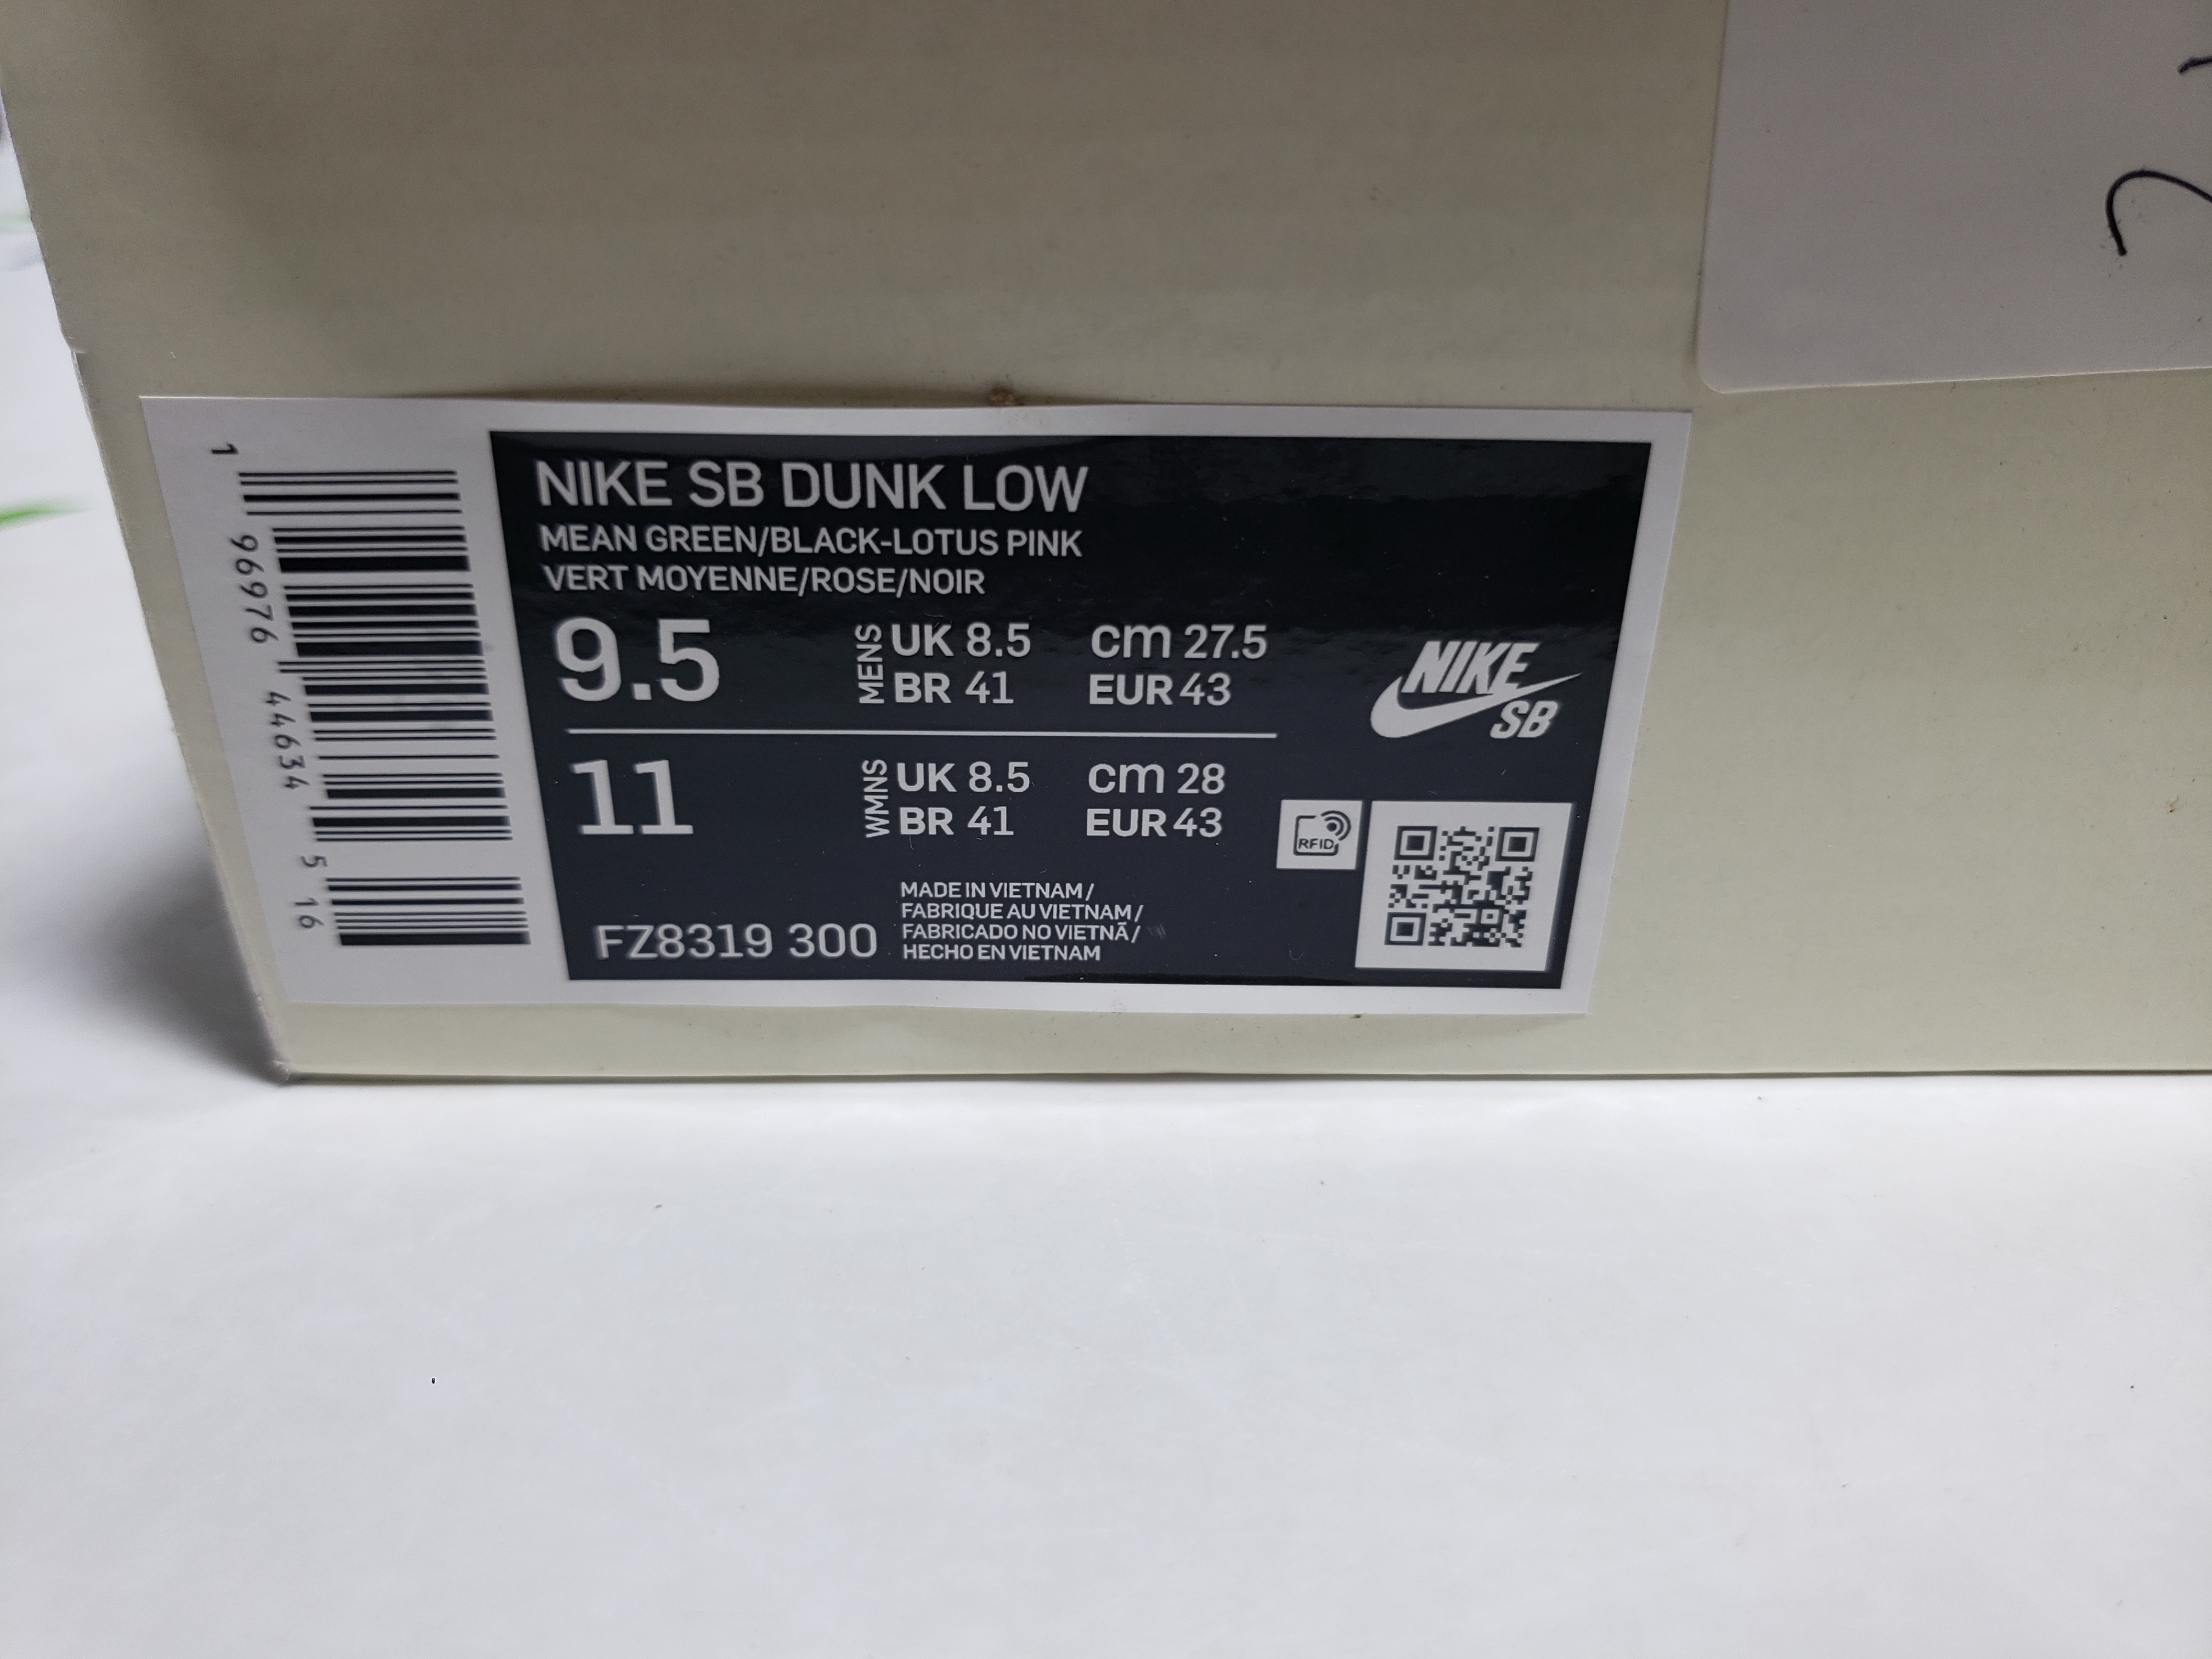 NIKE SB DUNK LOW
MEAN GREEN/BLACK-LOTUS PINK
VERT MOYENNE/ROSE/NOIR
9.5
MENS
UK 8.5 cm 27.5
BR 41 EUR 43
11
WMNS
UK 8.5 cm 28
BR 41 EUR 43
FZ8319 300
MADE IN VIETNAM /
FABRIQUE AU VIETNAM /
FABRICADO NO VIETNÃ /
HECHO EN VIETNAM
NIKE
SB
RFID
1 96976 44634 5 16